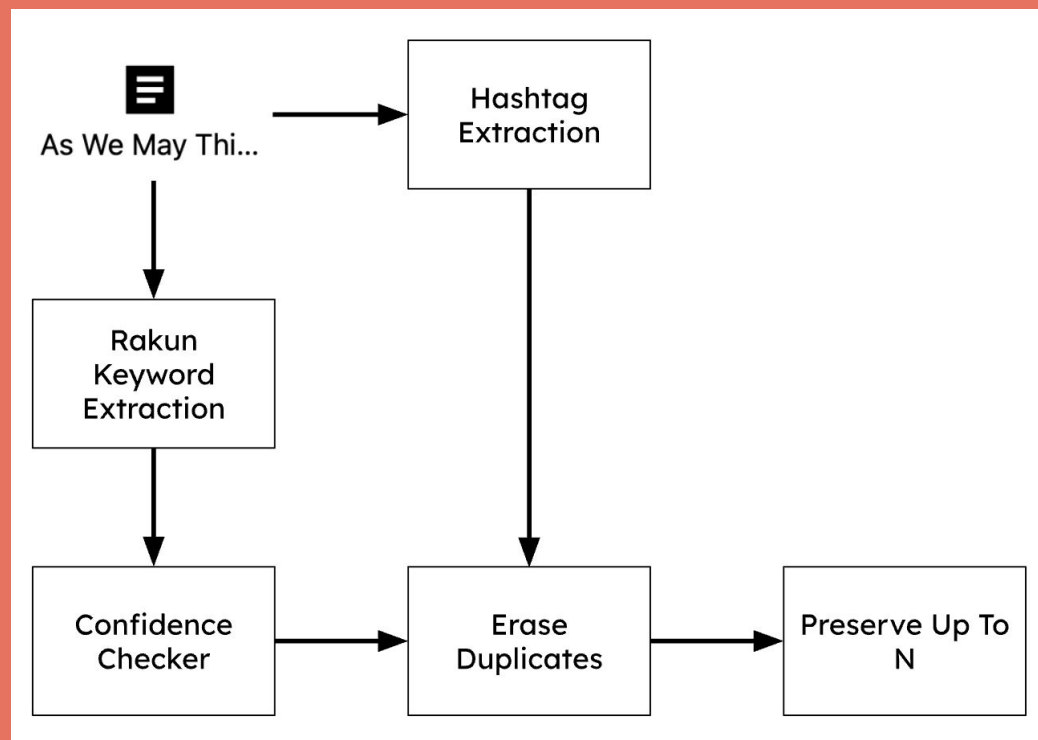 As We May Thi...
Hashtag
Extraction
Rakun
Keyword
Extraction
Confidence
Checker
Erase
Duplicates
Preserve Up To
N